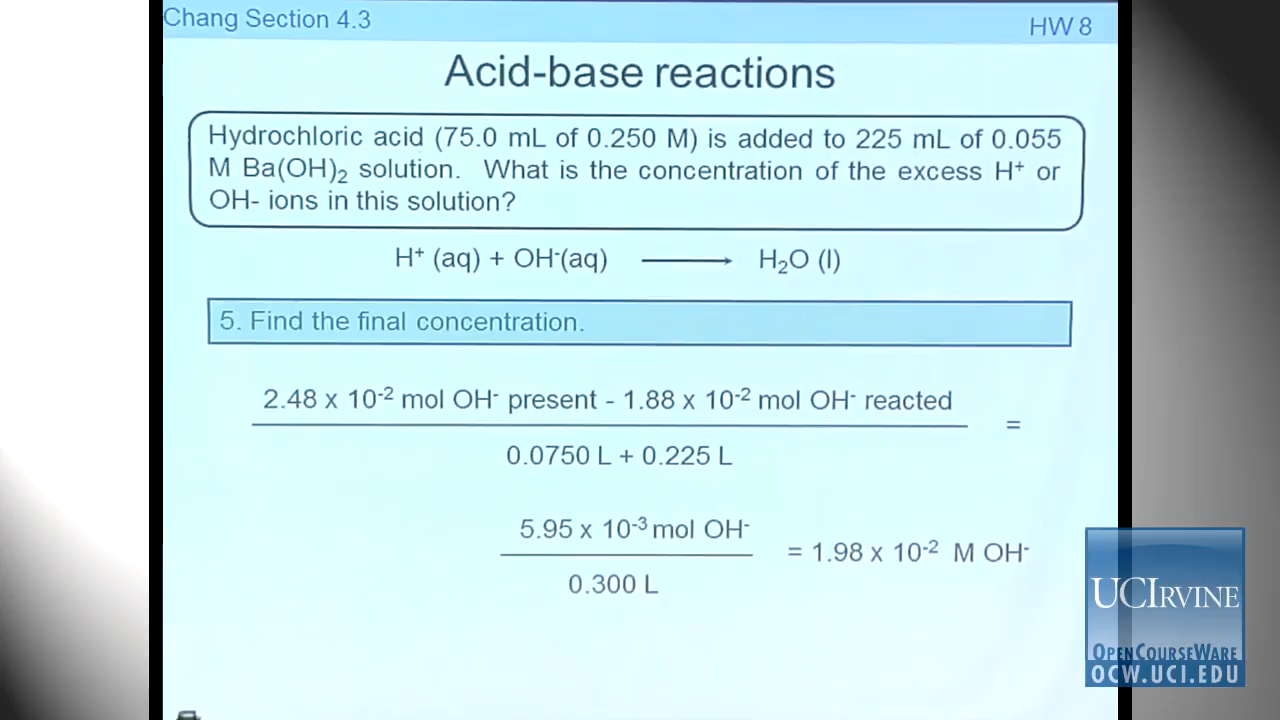 Chang Section 4.3
HW 8
Acid-base reactions
Hydrochloric acid (75.0 mL of 0.250 M) is added to 225 mL of 0.055
M Ba(OH)₂ solution. What is the concentration of the excess H⁺ or
OH- ions in this solution?
H⁺ (aq) + OH⁻(aq) ⟶ H₂O (l)
5. Find the final concentration.
2.48 x 10⁻² mol OH⁻ present - 1.88 x 10⁻² mol OH⁻ reacted
=
0.0750 L + 0.225 L
5.95 x 10⁻³ mol OH⁻
= 1.98 x 10⁻² M OH⁻
0.300 L
UCIRVINE
OPENCOURSEWARE
OCW.UCI.EDU